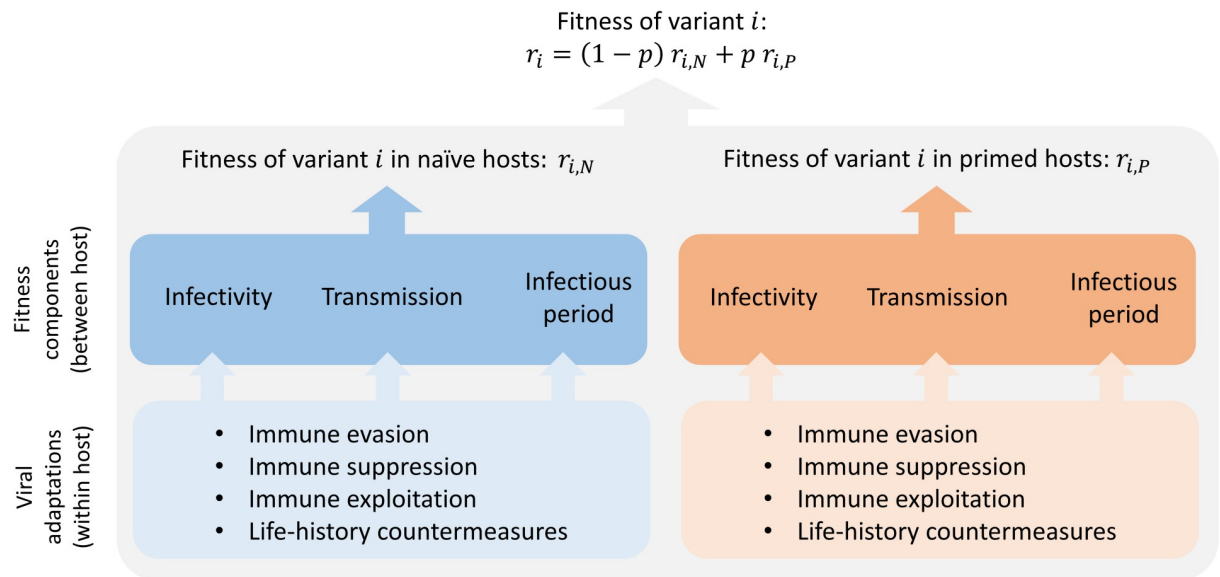 Fitness of variant i:
r_i = (1 − p) r_{i,N} + p r_{i,P}
Fitness of variant i in naïve hosts: r_{i,N}
Fitness of variant i in primed hosts: r_{i,P}
Fitness
components
(between host)
Infectivity
Transmission
Infectious
period
Infectivity
Transmission
Infectious
period
Viral
adaptations
(within host)
• Immune evasion
• Immune suppression
• Immune exploitation
• Life-history countermeasures
• Immune evasion
• Immune suppression
• Immune exploitation
• Life-history countermeasures